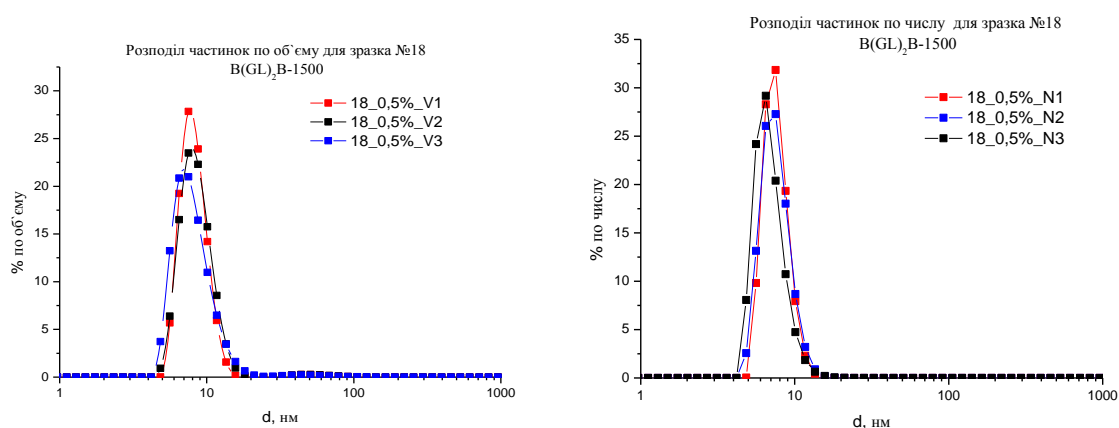 Розподіл частинок по об`єму для зразка №18
B(GL)₂B-1500
18_0,5%_V1
18_0,5%_V2
18_0,5%_V3
% по об`єму
30
25
20
15
10
5
0
1 10 100 1000
d, нм
Розподіл частинок по числу для зразка №18
B(GL)₂B-1500
18_0,5%_N1
18_0,5%_N2
18_0,5%_N3
% по числу
35
30
25
20
15
10
5
0
1 10 100 1000
d, нм